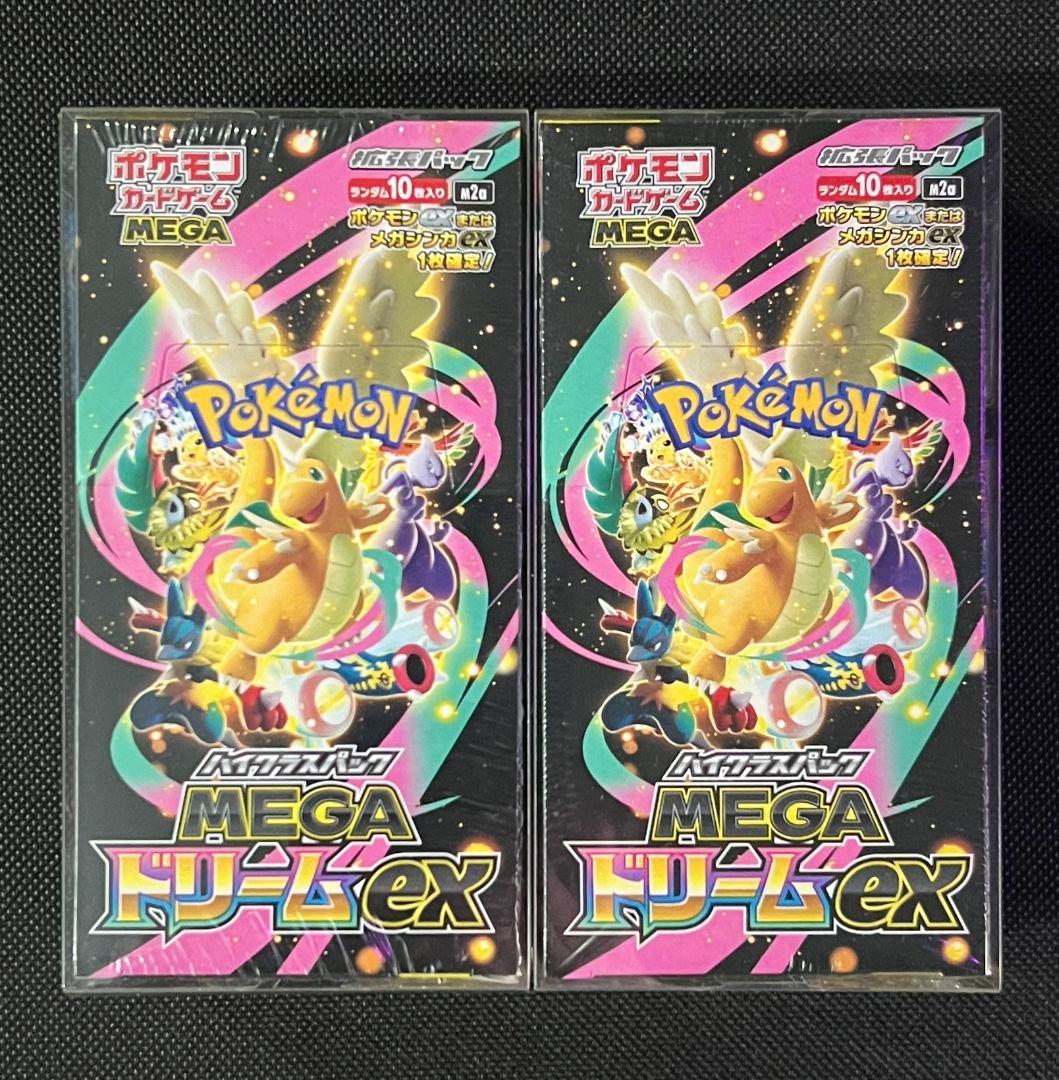 ポケモン
カードゲーム
MEGA
拡張パック
ランダム10枚入り M2a
ポケモンexまたは
メガシンカex
1枚確定!
POKéMON
ハイクラスパック
MEGA
ドリームex
ポケモン
カードゲーム
MEGA
拡張パック
ランダム10枚入り M2a
ポケモンexまたは
メガシンカex
1枚確定!
POKéMON
ハイクラスパック
MEGA
ドリームex